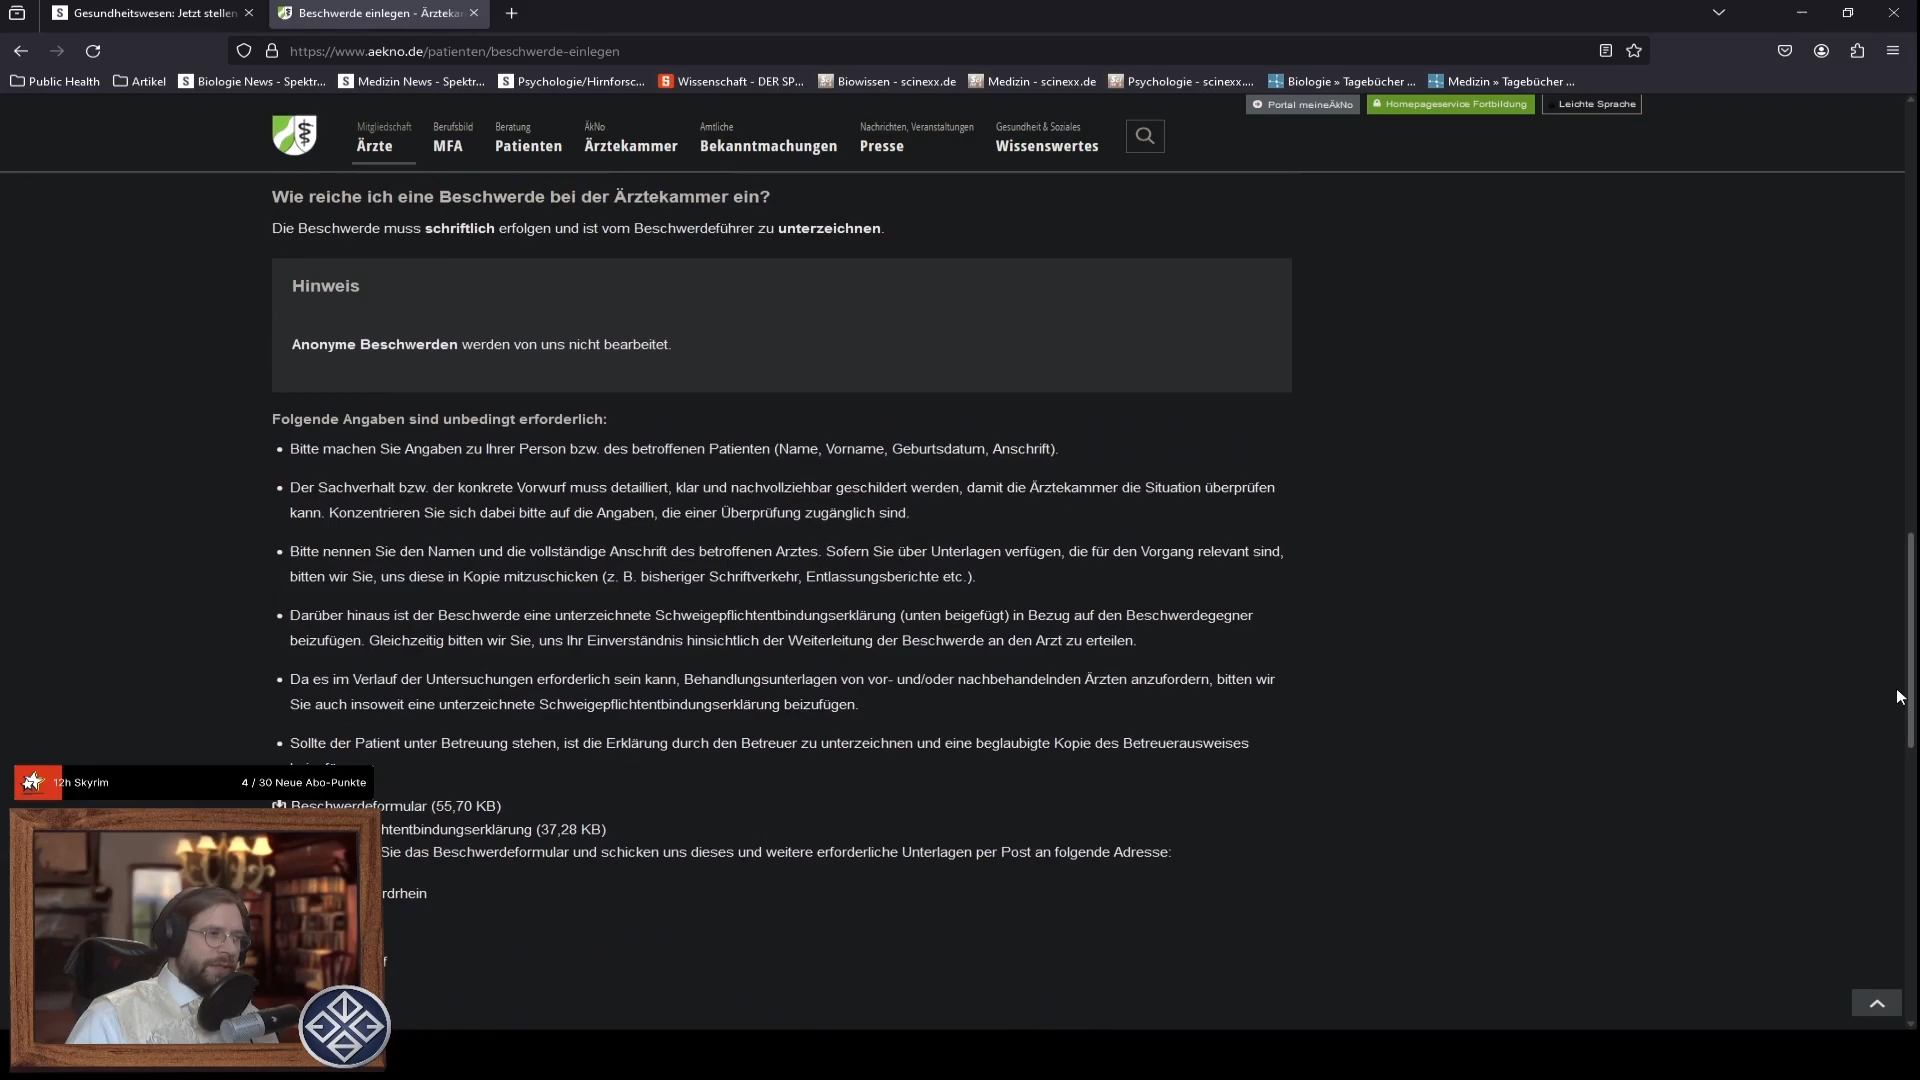 Gesundheitswesen: Jetzt stellen
Beschwerde einlegen - Ärztekam
https://www.aekno.de/patienten/beschwerde-einlegen
Public Health
Artikel
Biologie News - Spektr...
Medizin News - Spektr...
Psychologie/Hirnforsc...
Wissenschaft - DER SP...
Biowissen - scinexx.de
Medizin - scinexx.de
Psychologie - scinexx....
Biologie » Tagebücher ...
Medizin » Tagebücher ...
Portal meineÄkNo
Homepageservice Fortbildung
Leichte Sprache
Mitgliedschaft
Ärzte
Berufsbild
MFA
Beratung
Patienten
ÄkNo
Ärztekammer
Amtliche
Bekanntmachungen
Nachrichten, Veranstaltungen
Presse
Gesundheit & Soziales
Wissenswertes
Wie reiche ich eine Beschwerde bei der Ärztekammer ein?
Die Beschwerde muss schriftlich erfolgen und ist vom Beschwerdeführer zu unterzeichnen.
Hinweis
Anonyme Beschwerden werden von uns nicht bearbeitet.
Folgende Angaben sind unbedingt erforderlich:
• Bitte machen Sie Angaben zu Ihrer Person bzw. des betroffenen Patienten (Name, Vorname, Geburtsdatum, Anschrift).
• Der Sachverhalt bzw. der konkrete Vorwurf muss detailliert, klar und nachvollziehbar geschildert werden, damit die Ärztekammer die Situation überprüfen
kann. Konzentrieren Sie sich dabei bitte auf die Angaben, die einer Überprüfung zugänglich sind.
• Bitte nennen Sie den Namen und die vollständige Anschrift des betroffenen Arztes. Sofern Sie über Unterlagen verfügen, die für den Vorgang relevant sind,
bitten wir Sie, uns diese in Kopie mitzuschicken (z. B. bisheriger Schriftverkehr, Entlassungsberichte etc.).
• Darüber hinaus ist der Beschwerde eine unterzeichnete Schweigepflichtentbindungserklärung (unten beigefügt) in Bezug auf den Beschwerdegegner
beizufügen. Gleichzeitig bitten wir Sie, uns Ihr Einverständnis hinsichtlich der Weiterleitung der Beschwerde an den Arzt zu erteilen.
• Da es im Verlauf der Untersuchungen erforderlich sein kann, Behandlungsunterlagen von vor- und/oder nachbehandelnden Ärzten anzufordern, bitten wir
Sie auch insoweit eine unterzeichnete Schweigepflichtentbindungserklärung beizufügen.
• Sollte der Patient unter Betreuung stehen, ist die Erklärung durch den Betreuer zu unterzeichnen und eine beglaubigte Kopie des Betreuerausweises
12h Skyrim
4 / 30 Neue Abo-Punkte
Beschwerdeformular (55,70 KB)
htentbindungserklärung (37,28 KB)
Sie das Beschwerdeformular und schicken uns dieses und weitere erforderliche Unterlagen per Post an folgende Adresse:
rdrhein
f